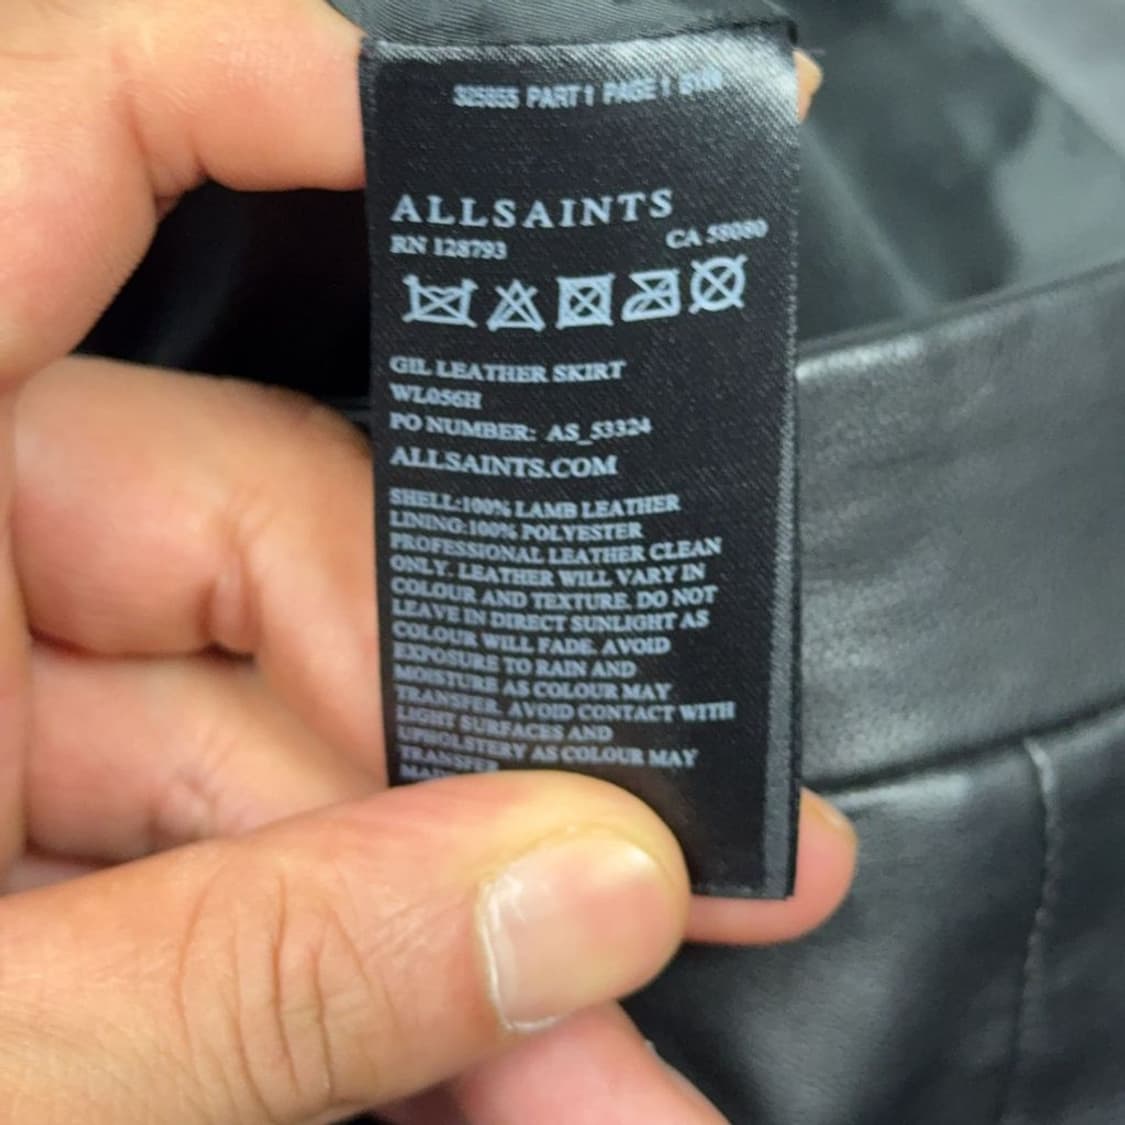 325855 PART 1 PAGE 1
ALLSAINTS
RN 128793
CA 58080
GIL LEATHER SKIRT
WL056H
PO NUMBER: AS_53324
ALLSAINTS.COM
SHELL:100% LAMB LEATHER
LINING:100% POLYESTER
PROFESSIONAL LEATHER CLEAN
ONLY. LEATHER WILL VARY IN
COLOUR AND TEXTURE. DO NOT
LEAVE IN DIRECT SUNLIGHT AS
COLOUR WILL FADE. AVOID
EXPOSURE TO RAIN AND
MOISTURE AS COLOUR MAY
TRANSFER. AVOID CONTACT WITH
LIGHT SURFACES AND
UPHOLSTERY AS COLOUR MAY
TRANSFER